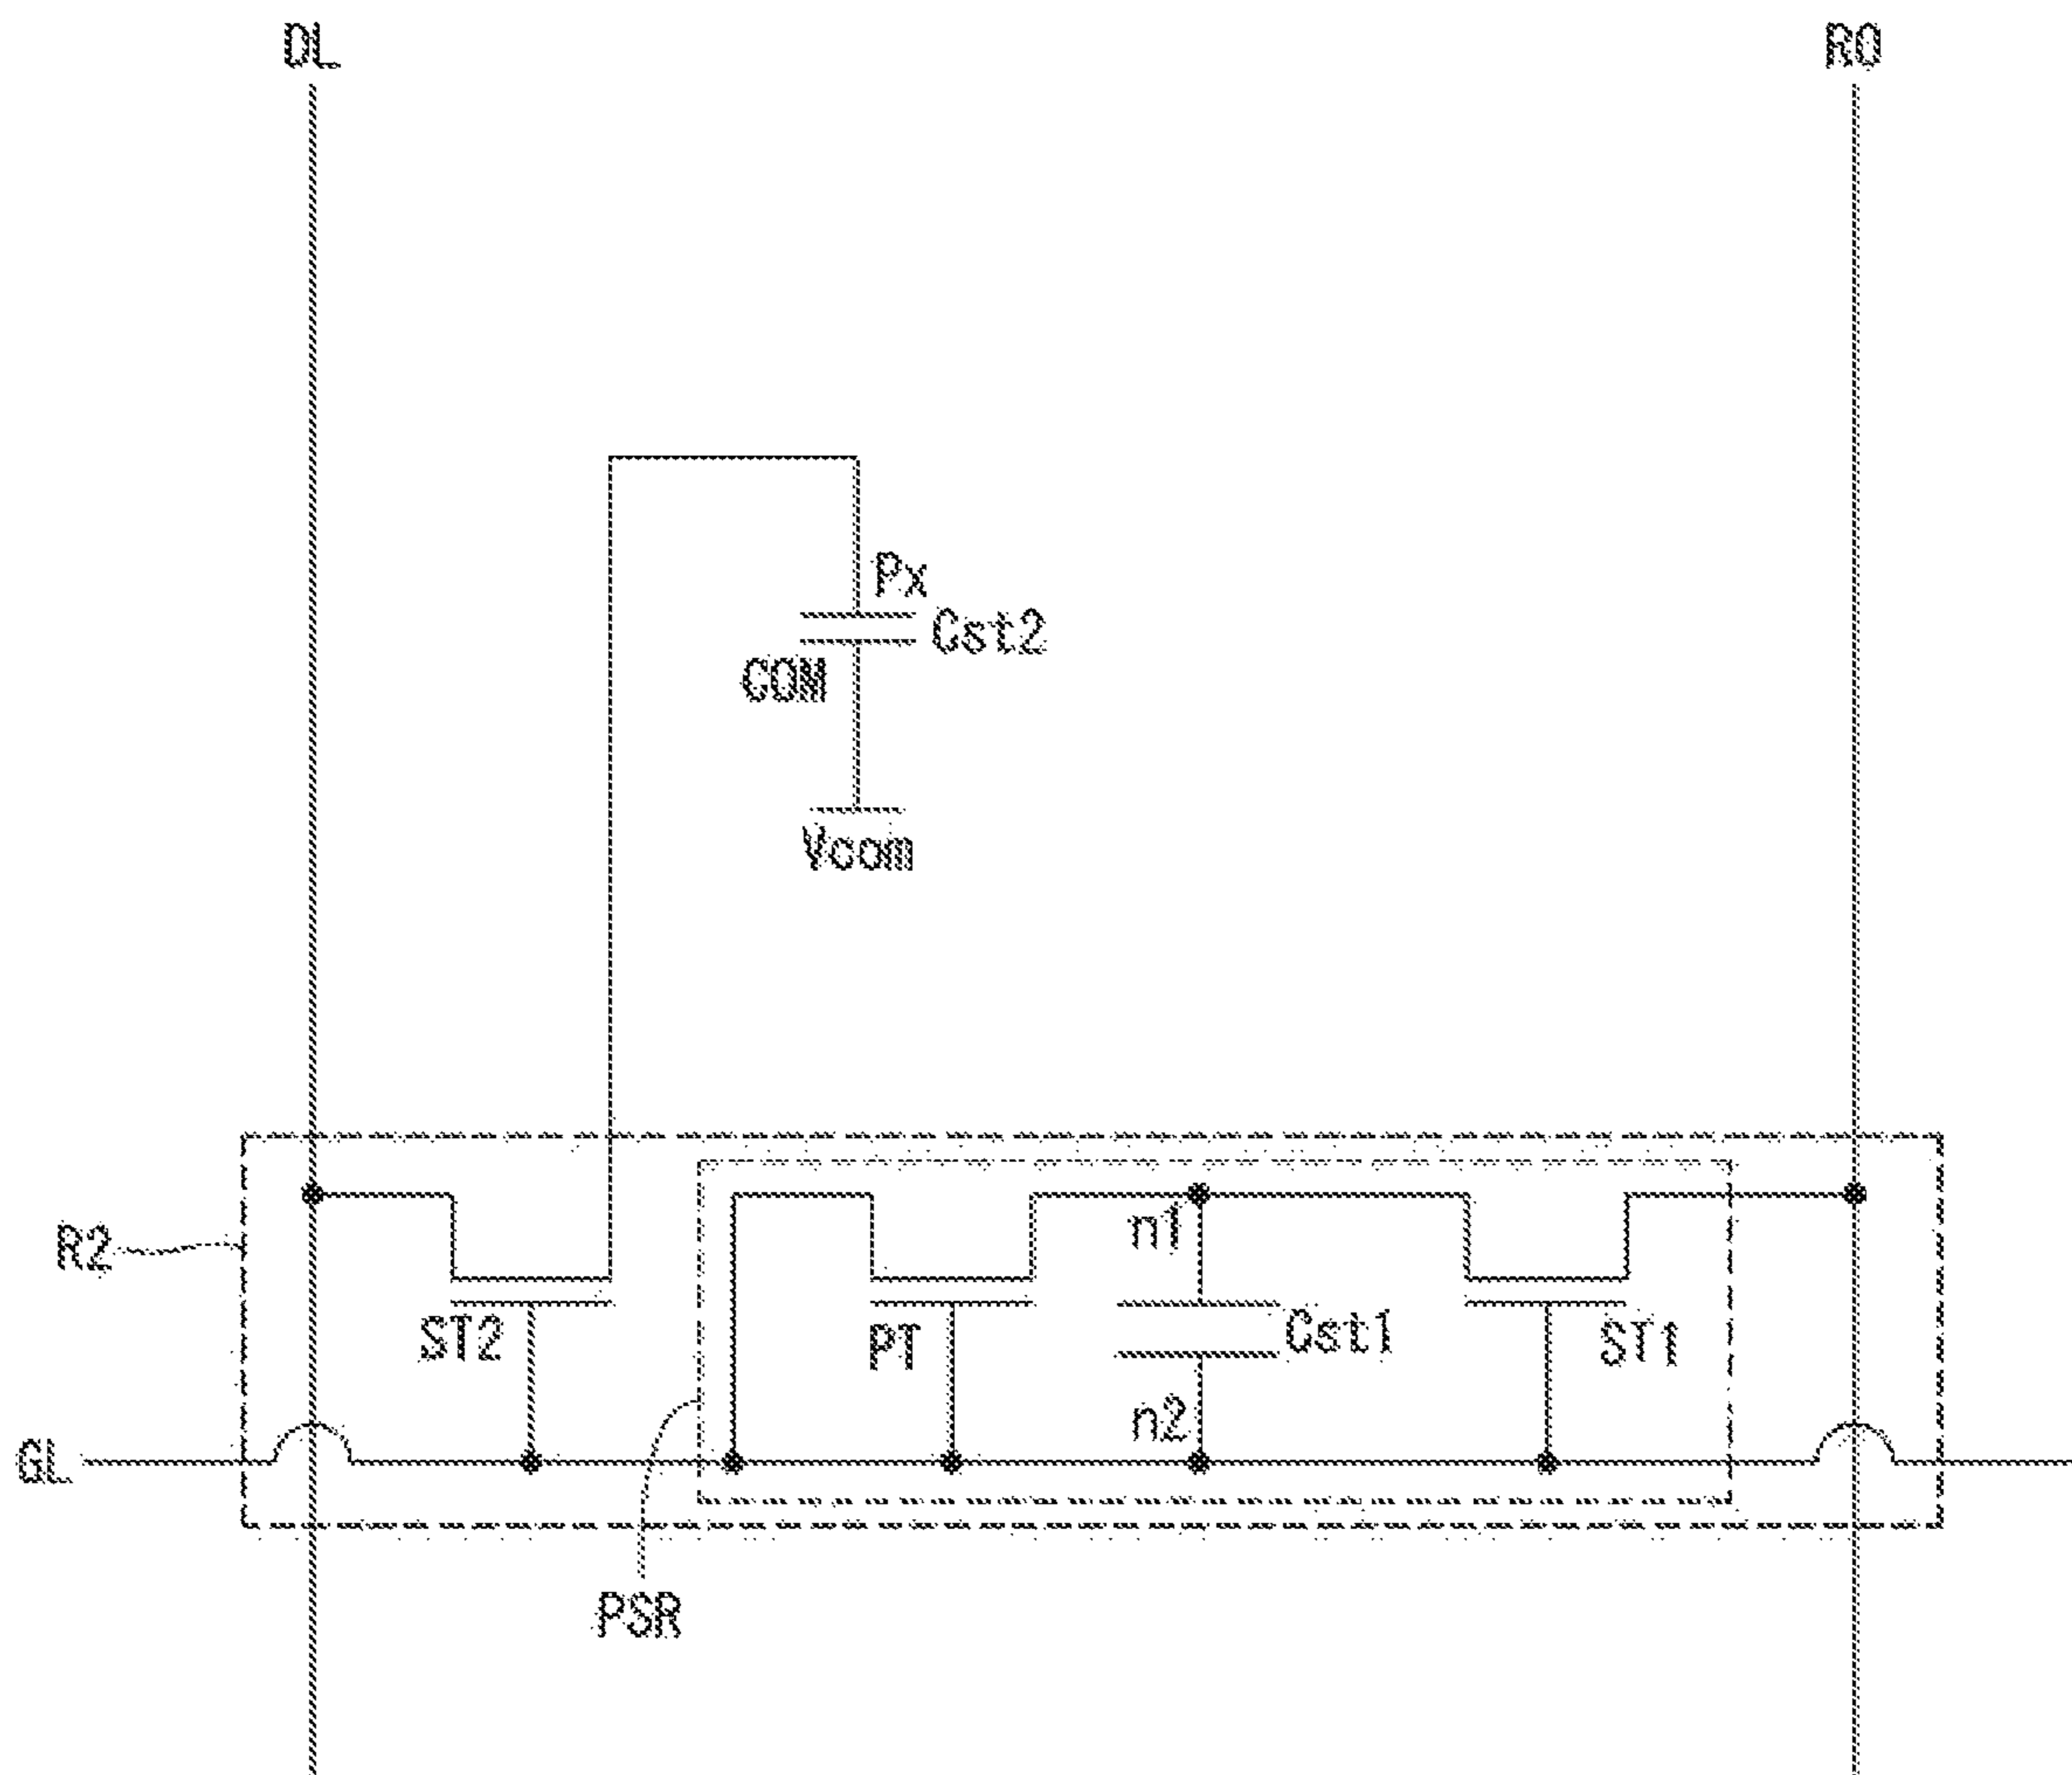 DL
RO
Px
Cst2
COM
Vcom
R2
n1
ST2
PT
Cst1
ST1
n2
GL
PSR